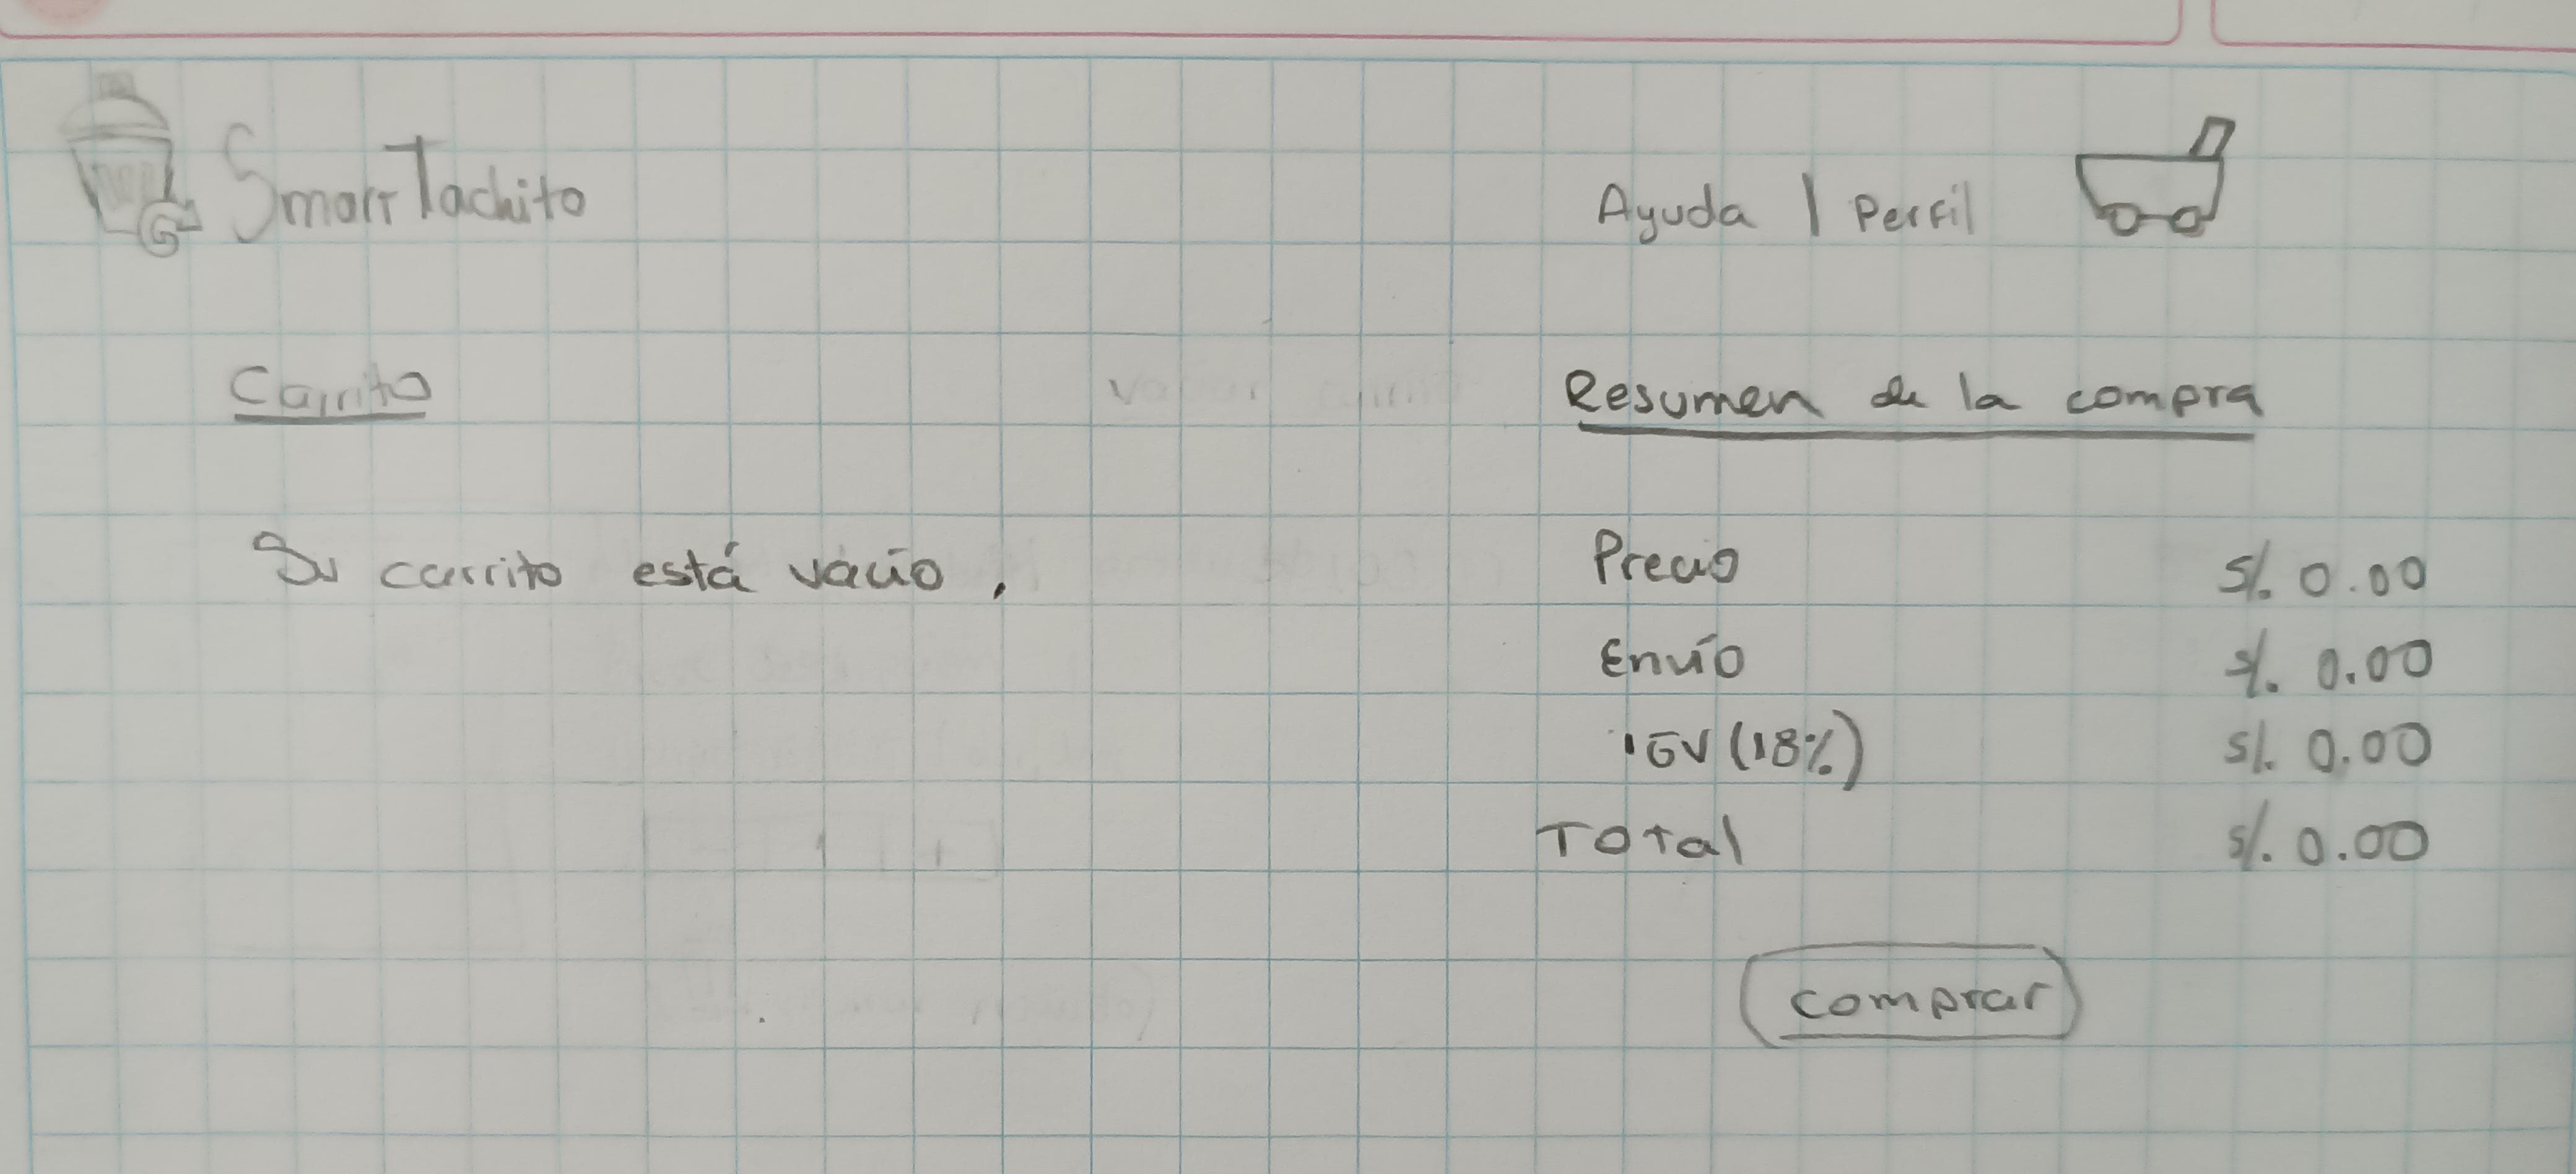 SmartTachito
Ayuda | Perfil
Carrito
Resumen de la compra
Su carrito está vacío.
Precio S/. 0.00
Envío S/. 0.00
IGV (18%) S/. 0.00
Total S/. 0.00
comprar